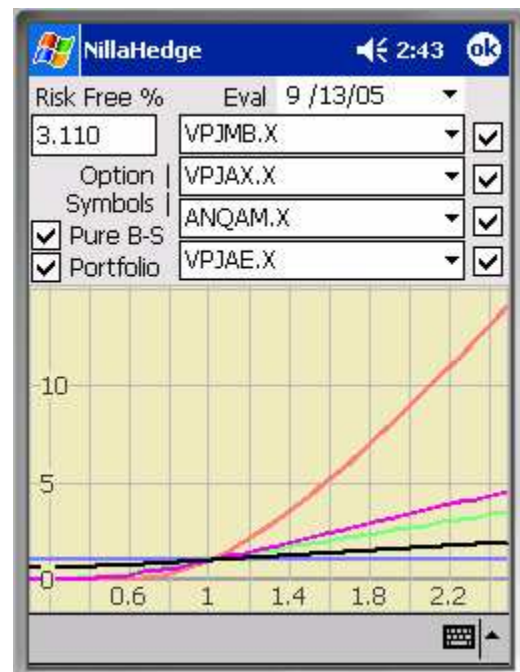 NillaHedge 2:43 ok
Risk Free % Eval 9 /13/05
3.110 VPJMB.X
Option | VPJAX.X
Symbols | ANQAM.X
Pure B-S
Portfolio VPJAE.X
10
5
0
0.6 1 1.4 1.8 2.2